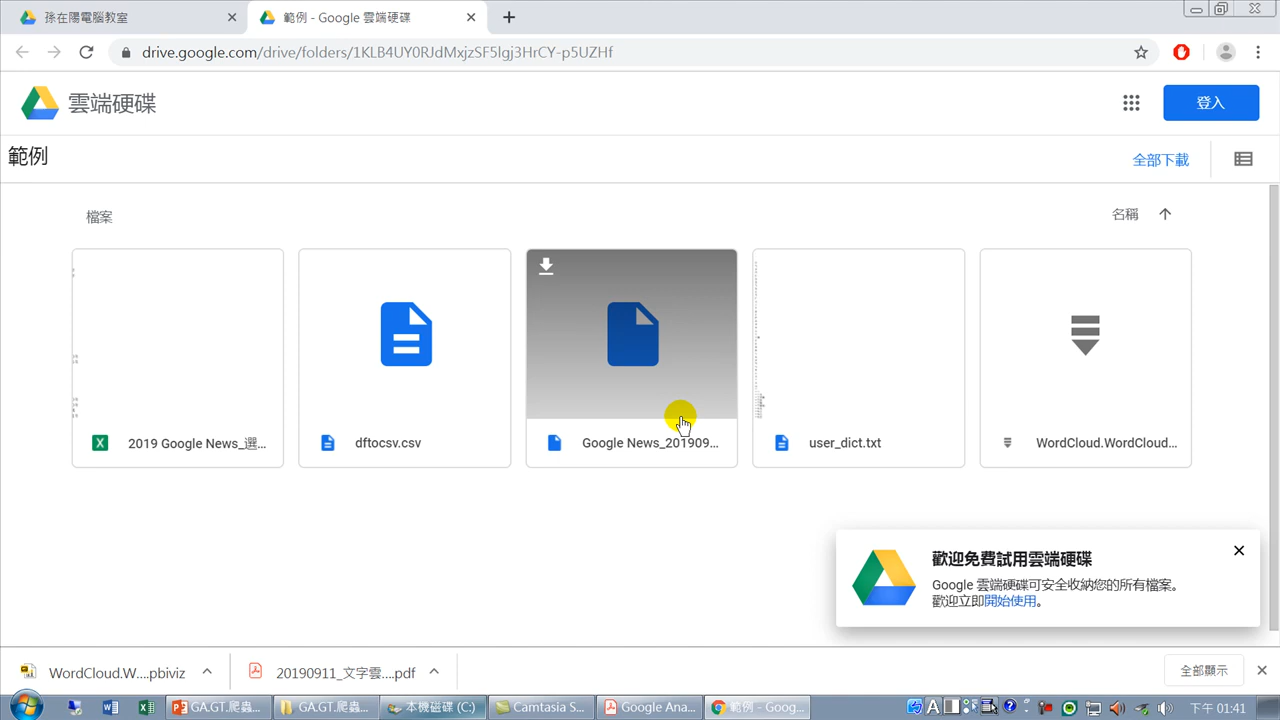 孫在陽電腦教室
範例 - Google 雲端硬碟
drive.google.com/drive/folders/1KLB4UY0RJdMxjzSF5lgj3HrCY-p5UZHf
雲端硬碟
登入
範例
全部下載
檔案
名稱
2019 Google News_選...
dftocsv.csv
Google News_201909...
user_dict.txt
WordCloud.WordCloud...
歡迎免費試用雲端硬碟
Google 雲端硬碟可安全收納您的所有檔案。
歡迎立即開始使用。
WordCloud.W....pbiviz
20190911_文字雲....pdf
全部顯示
GA.GT.爬蟲...
GA.GT.爬蟲...
本機磁碟 (C:)
Camtasia St...
Google Ana...
範例 - Goog...
下午 01:41